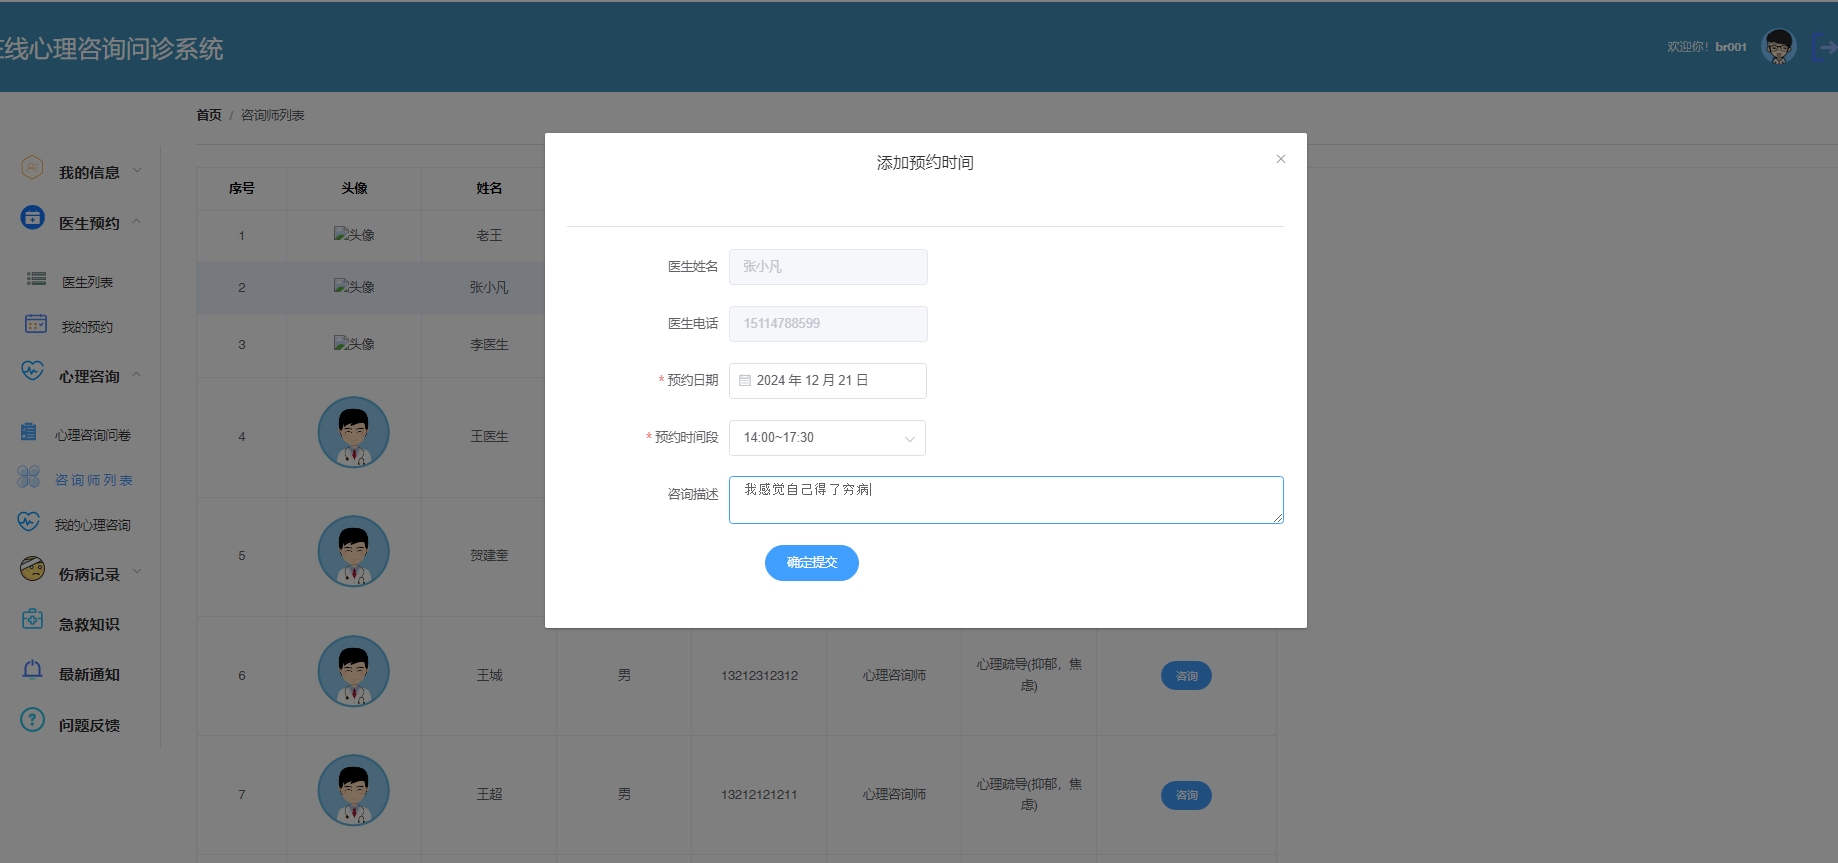 在线心理咨询问诊系统
欢迎你！br001
首页 / 咨询师列表
我的信息
医生预约
医生列表
我的预约
心理咨询
心理咨询问卷
咨询师列表
我的心理咨询
伤病记录
急救知识
最新通知
问题反馈
序号 头像 姓名
1 头像 老王
2 头像 张小凡
3 头像 李医生
4 王医生
5 贺建奎
6 王城 男 13212312312 心理咨询师 心理疏导(抑郁，焦
虑) 咨询
7 王超 男 13212121211 心理咨询师 心理疏导(抑郁，焦
虑) 咨询
添加预约时间
×
医生姓名 张小凡
医生电话 15114788599
* 预约日期 2024 年 12 月 21 日
* 预约时间段 14:00~17:30
咨询描述 我感觉自己得了穷病
确定提交